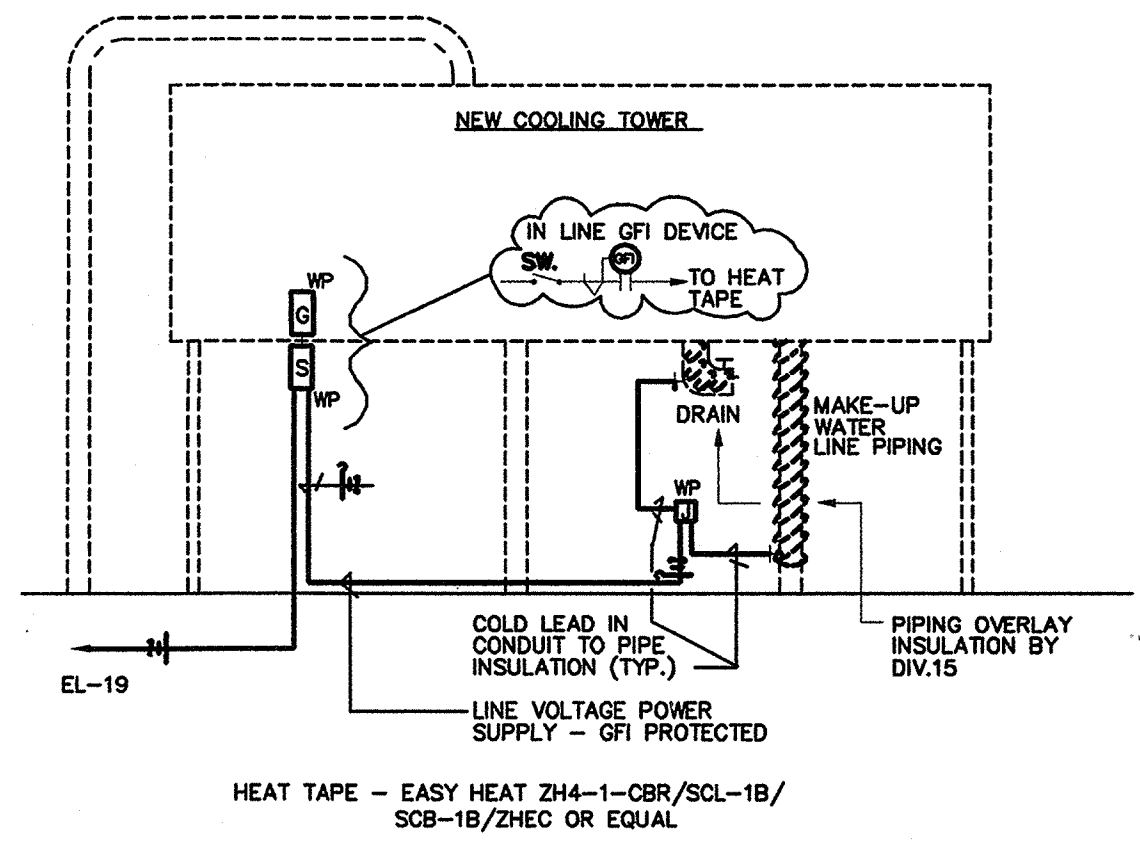 NEW COOLING TOWER
IN LINE GFI DEVICE
SW.
GFI
TO HEAT
TAPE
WP
G
S
WP
DRAIN
MAKE-UP
WATER
LINE PIPING
WP
J
COLD LEAD IN
CONDUIT TO PIPE
INSULATION (TYP.)
PIPING OVERLAY
INSULATION BY
DIV.15
EL-19
LINE VOLTAGE POWER
SUPPLY - GFI PROTECTED
HEAT TAPE - EASY HEAT ZH4-1-CBR/SCL-1B/
SCB-1B/ZHEC OR EQUAL